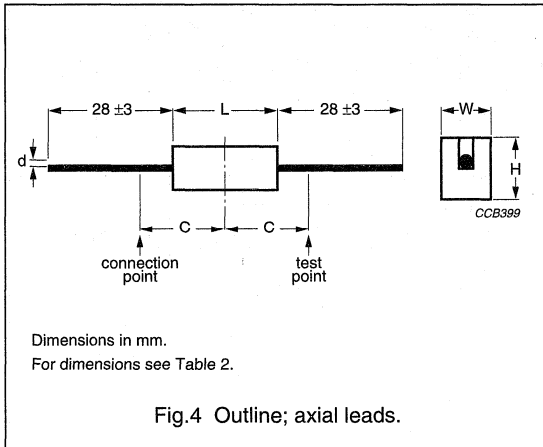 28 ±3 L 28 ±3 W
d
H
CCB399
C C
connection point
test point
Dimensions in mm.
For dimensions see Table 2.
Fig.4 Outline; axial leads.